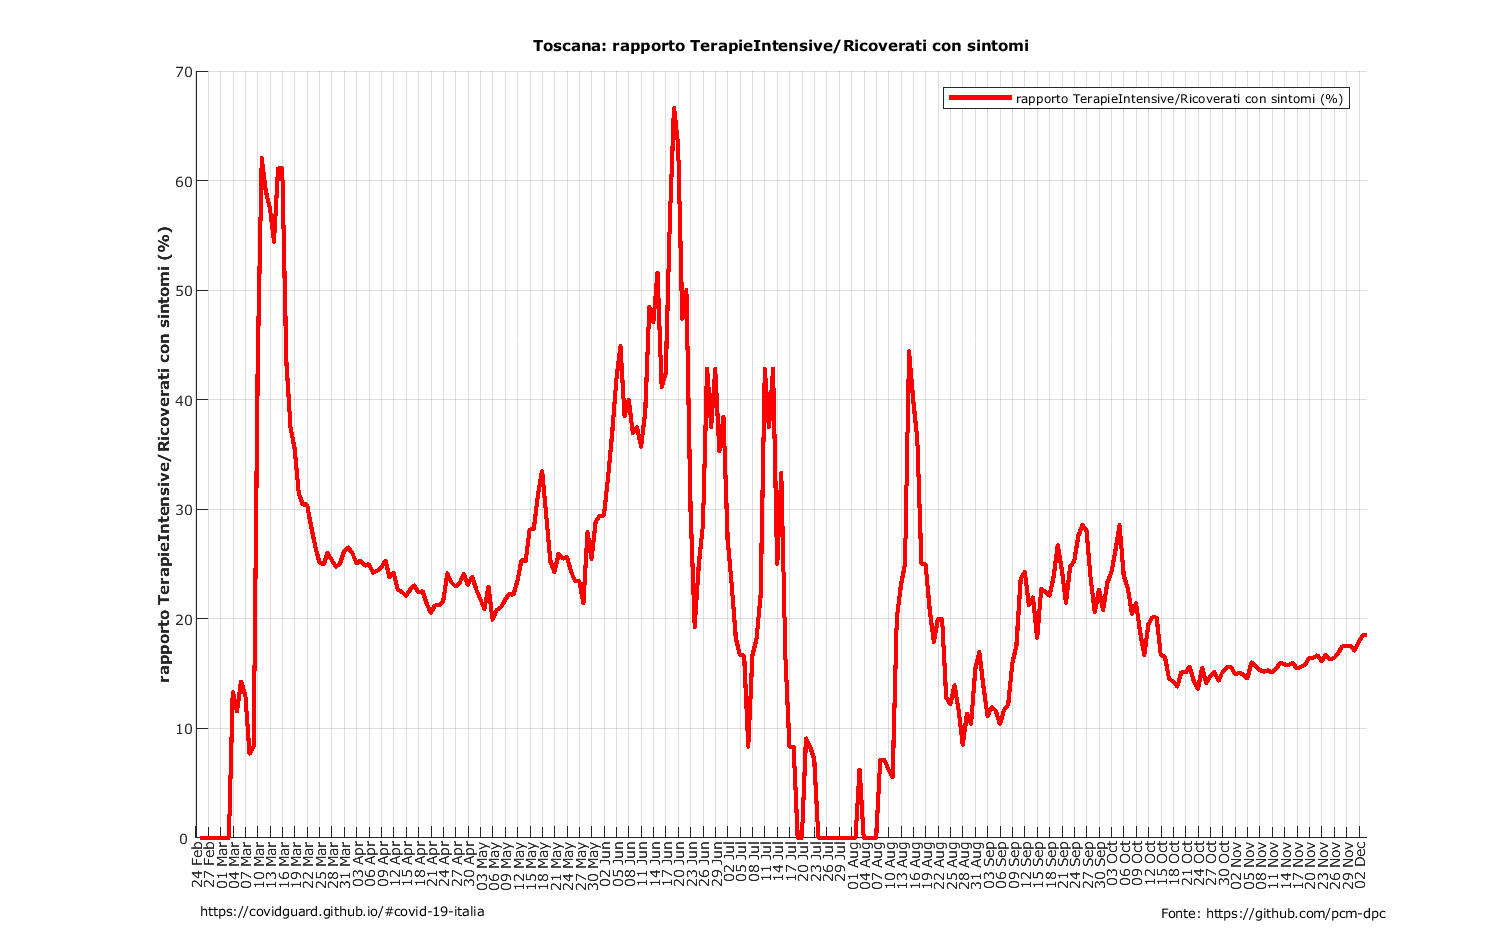 Toscana: rapporto TerapieIntensive/Ricoverati con sintomi
rapporto TerapieIntensive/Ricoverati con sintomi (%)
rapporto TerapieIntensive/Ricoverati con sintomi (%)
70
60
50
40
30
20
10
0
24 Feb
27 Feb
01 Mar
04 Mar
07 Mar
10 Mar
13 Mar
16 Mar
19 Mar
22 Mar
25 Mar
28 Mar
31 Mar
03 Apr
06 Apr
09 Apr
12 Apr
15 Apr
18 Apr
21 Apr
24 Apr
27 Apr
30 Apr
03 May
06 May
09 May
12 May
15 May
18 May
21 May
24 May
27 May
30 May
02 Jun
05 Jun
08 Jun
11 Jun
14 Jun
17 Jun
20 Jun
23 Jun
26 Jun
29 Jun
02 Jul
05 Jul
08 Jul
11 Jul
14 Jul
17 Jul
20 Jul
23 Jul
26 Jul
29 Jul
01 Aug
04 Aug
07 Aug
10 Aug
13 Aug
16 Aug
19 Aug
22 Aug
25 Aug
28 Aug
31 Aug
03 Sep
06 Sep
09 Sep
12 Sep
15 Sep
18 Sep
21 Sep
24 Sep
27 Sep
30 Sep
03 Oct
06 Oct
09 Oct
12 Oct
15 Oct
18 Oct
21 Oct
24 Oct
27 Oct
30 Oct
02 Nov
05 Nov
08 Nov
11 Nov
14 Nov
17 Nov
20 Nov
23 Nov
26 Nov
29 Nov
02 Dec
https://covidguard.github.io/#covid-19-italia
Fonte: https://github.com/pcm-dpc